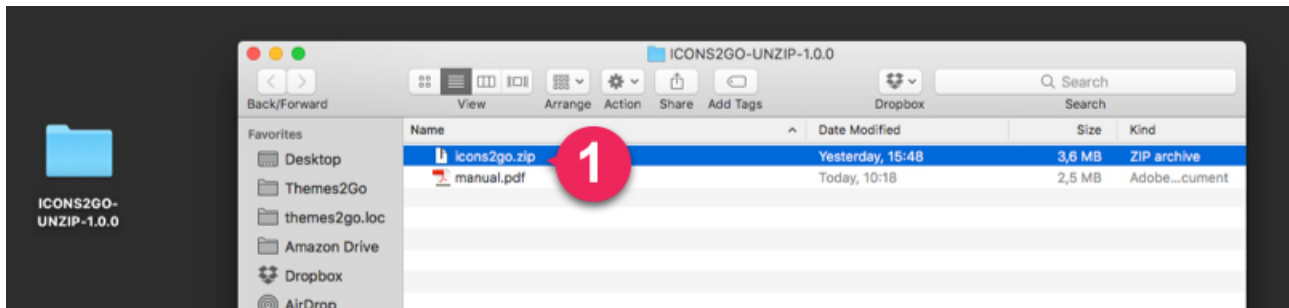 ICONS2GO-UNZIP-1.0.0
Back/Forward View Arrange Action Share Add Tags Dropbox Search
Search
Favorites
Desktop
Themes2Go
themes2go.loc
Amazon Drive
Dropbox
AirDrop
Name Date Modified Size Kind
icons2go.zip Yesterday, 15:48 3,6 MB ZIP archive
manual.pdf Today, 10:18 2,5 MB Adobe...cument
1
ICONS2GO-
UNZIP-1.0.0